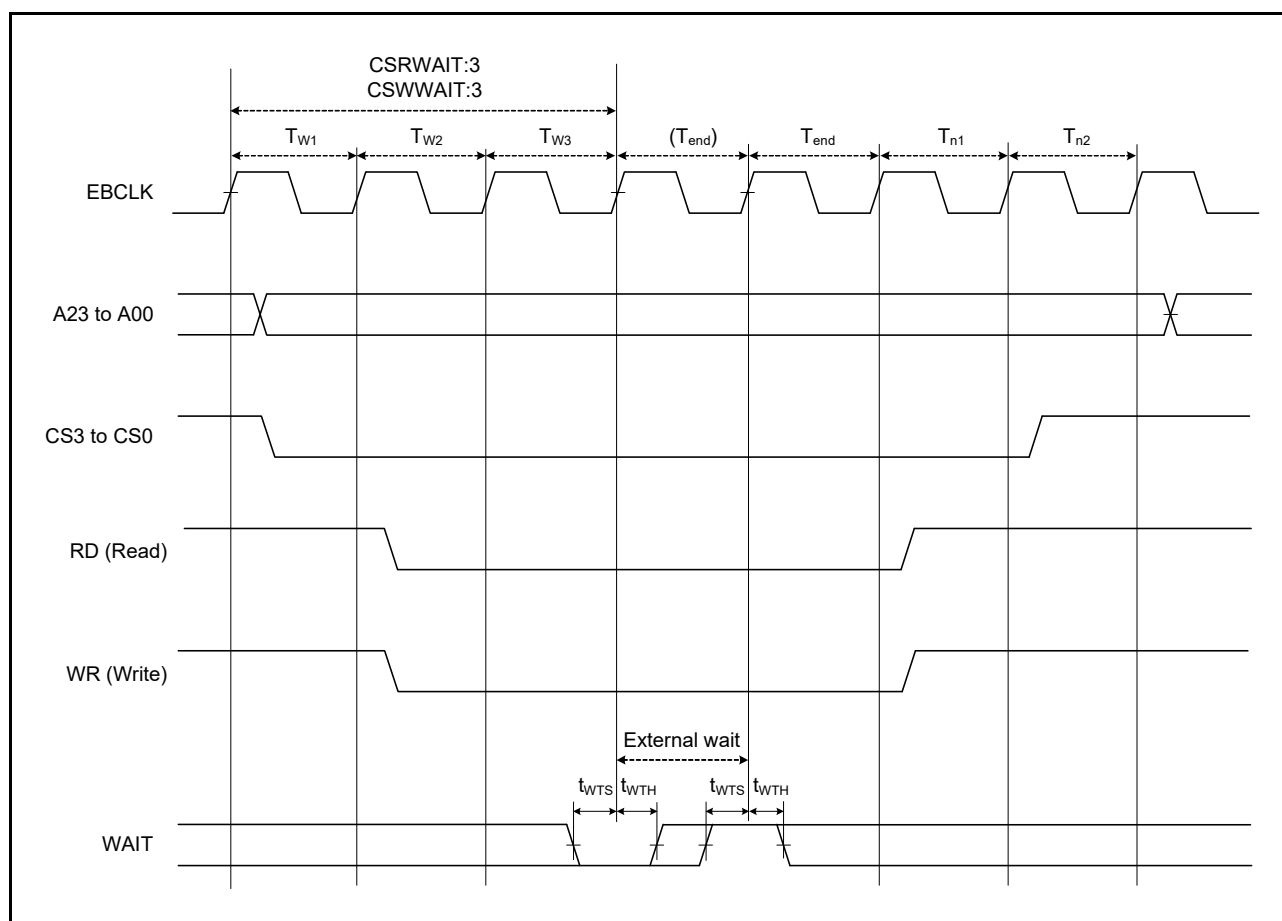 CSRWAIT:3
CSWWAIT:3
TW1 TW2 TW3 (Tend) Tend Tn1 Tn2
EBCLK
A23 to A00
CS3 to CS0
RD (Read)
WR (Write)
External wait
tWTS tWTH tWTS tWTH
WAIT